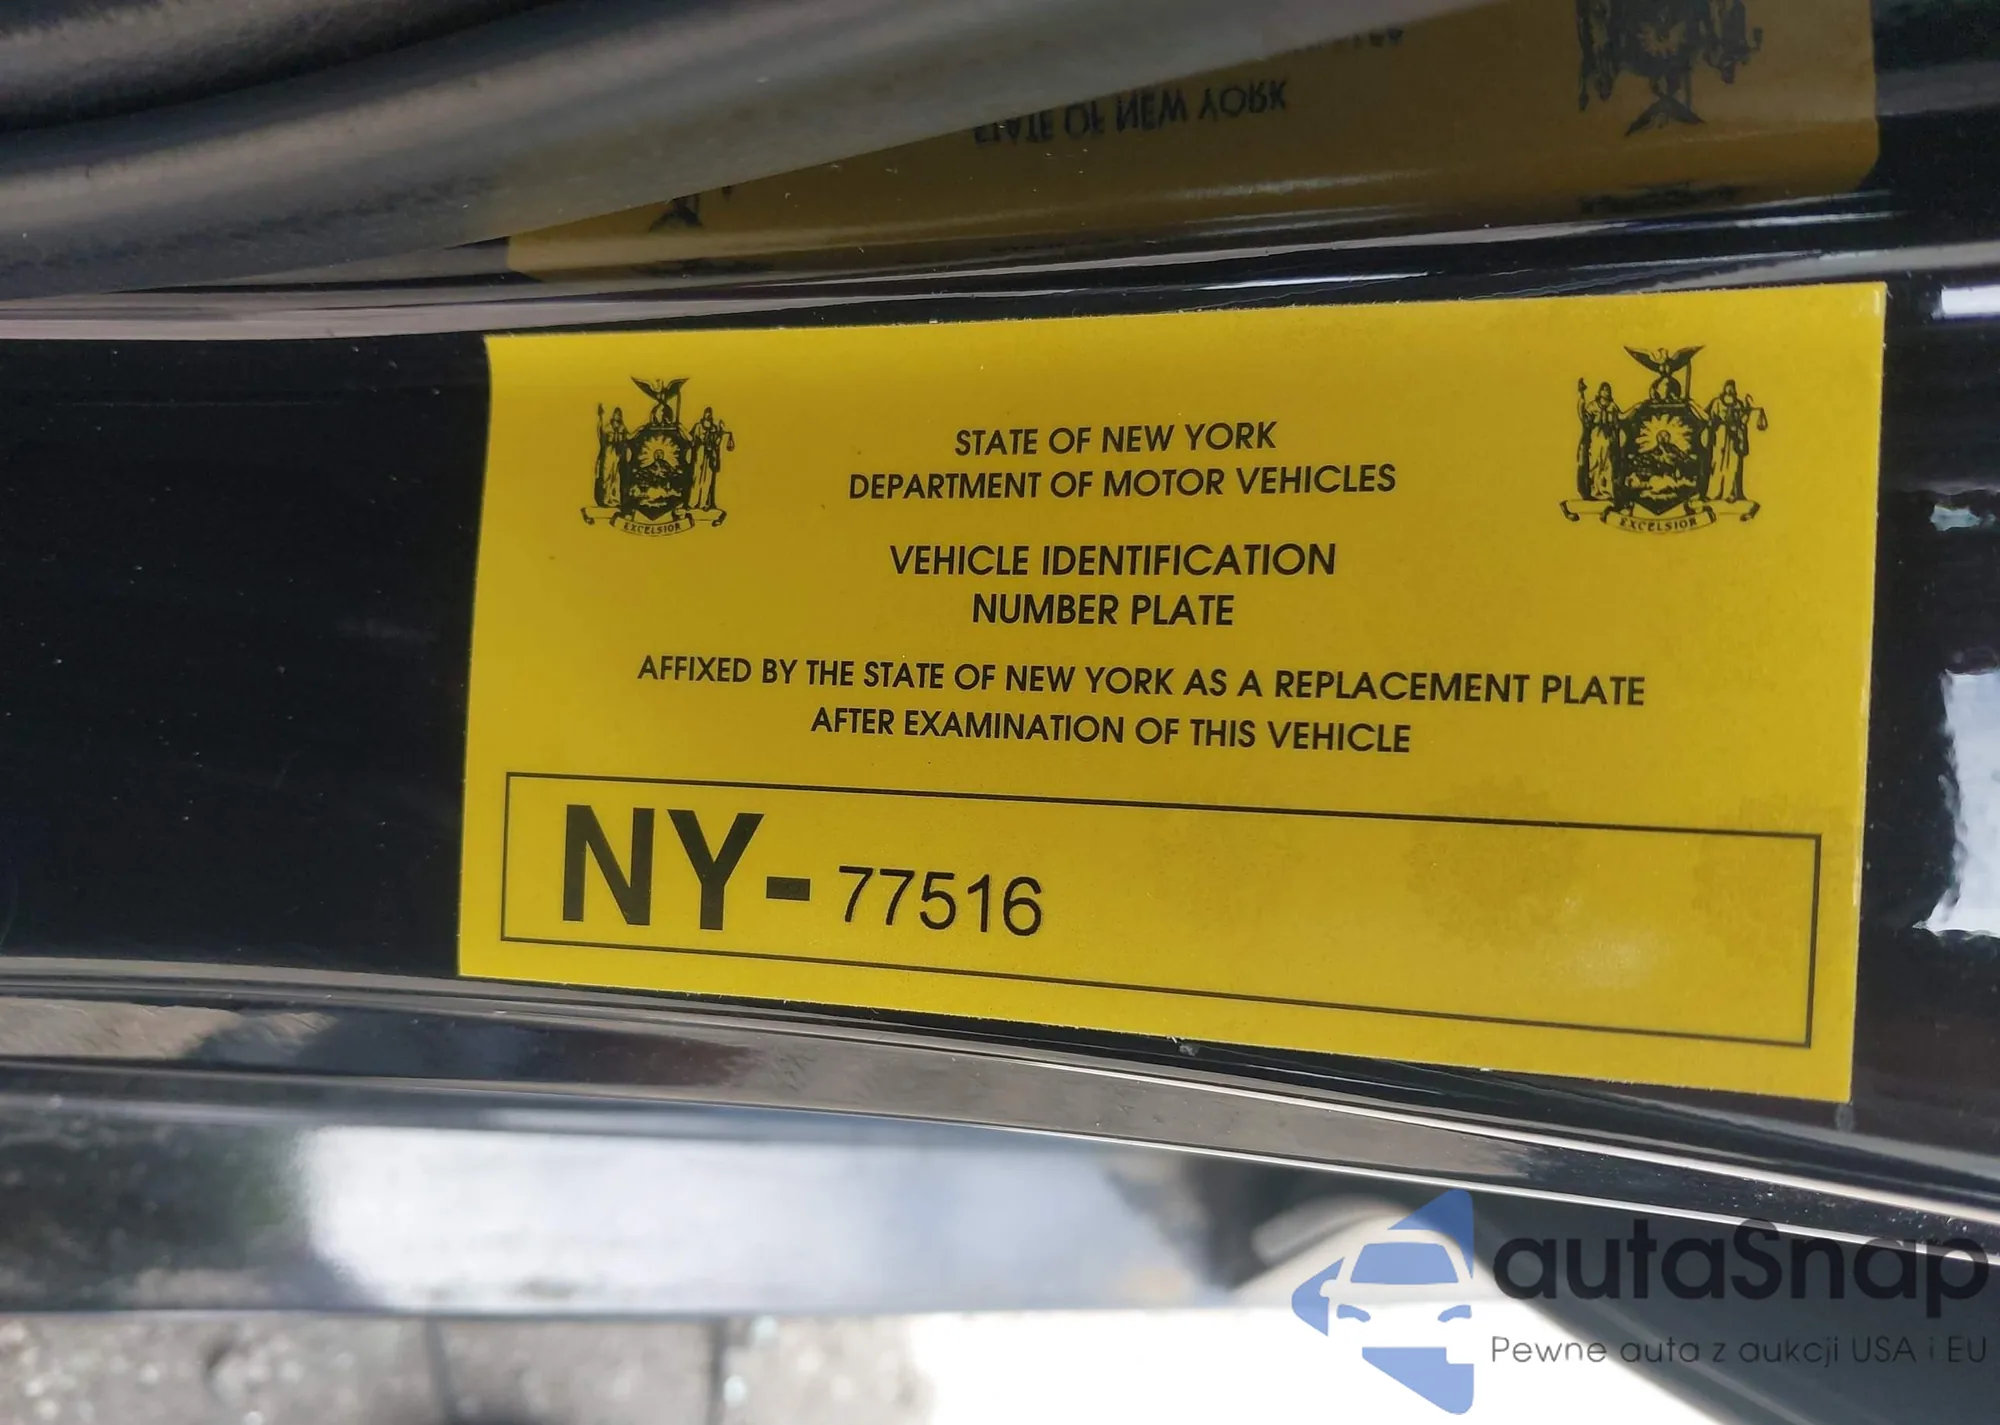 STATE OF NEW YORK
EXCELSIOR
EXCELSIOR
STATE OF NEW YORK
DEPARTMENT OF MOTOR VEHICLES
VEHICLE IDENTIFICATION
NUMBER PLATE
AFFIXED BY THE STATE OF NEW YORK AS A REPLACEMENT PLATE
AFTER EXAMINATION OF THIS VEHICLE
NY-77516
autaSnap
Pewne auta z aukcji USA i EU